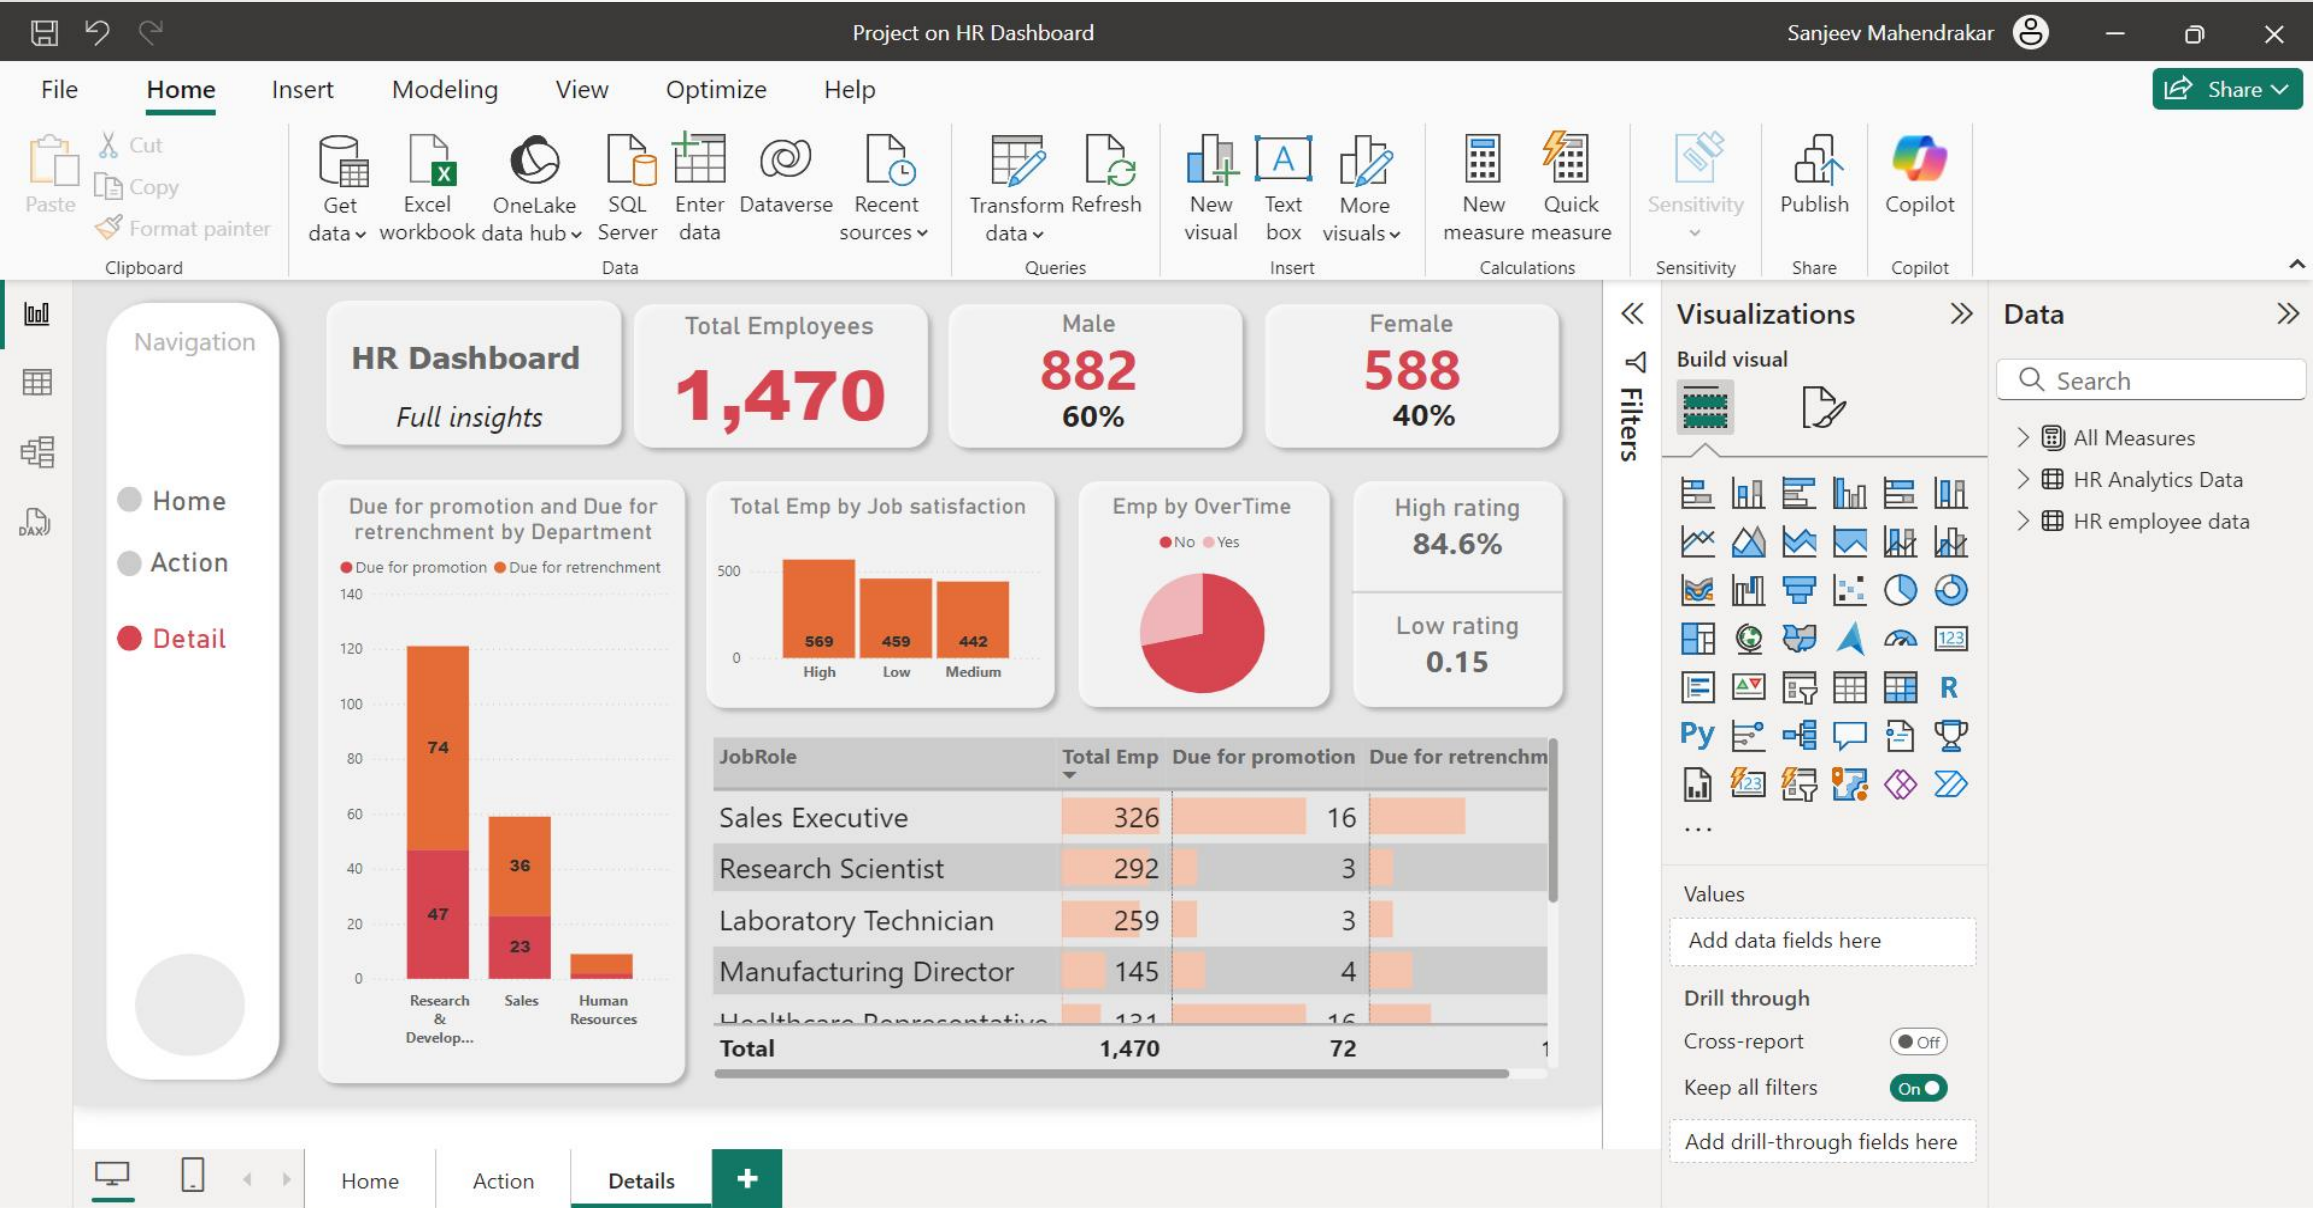 Project on HR Dashboard
Sanjeev Mahendrakar
File Home Insert Modeling View Optimize Help
Share
Paste
Cut
Copy
Format painter
Clipboard
Get data
Excel workbook
OneLake data hub
SQL Server
Enter data
Dataverse
Recent sources
Data
Transform data
Refresh
Queries
New visual
Text box
More visuals
Insert
New measure
Quick measure
Calculations
Sensitivity
Sensitivity
Publish
Share
Copilot
Copilot
DAX
Navigation
Home
Action
Detail
HR Dashboard
Full insights
Total Employees
1,470
Male
882
60%
Female
588
40%
Due for promotion and Due for
retrenchment by Department
Due for promotion Due for retrenchment
140
120
100
80
60
40
20
0
74
47
36
23
Research
&
Develop...
Sales
Human
Resources
Total Emp by Job satisfaction
500
0
569 459 442
High Low Medium
Emp by OverTime
No Yes
High rating
84.6%
Low rating
0.15
JobRole Total Emp Due for promotion Due for retrenchm
Sales Executive 326 16
Research Scientist 292 3
Laboratory Technician 259 3
Manufacturing Director 145 4
Healthcare Representative 131 16
Total 1,470 72 1
Filters
Visualizations
Build visual
123
R
Py
123
...
Values
Add data fields here
Drill through
Cross-report Off
Keep all filters On
Add drill-through fields here
Data
Search
All Measures
HR Analytics Data
HR employee data
Home Action Details +